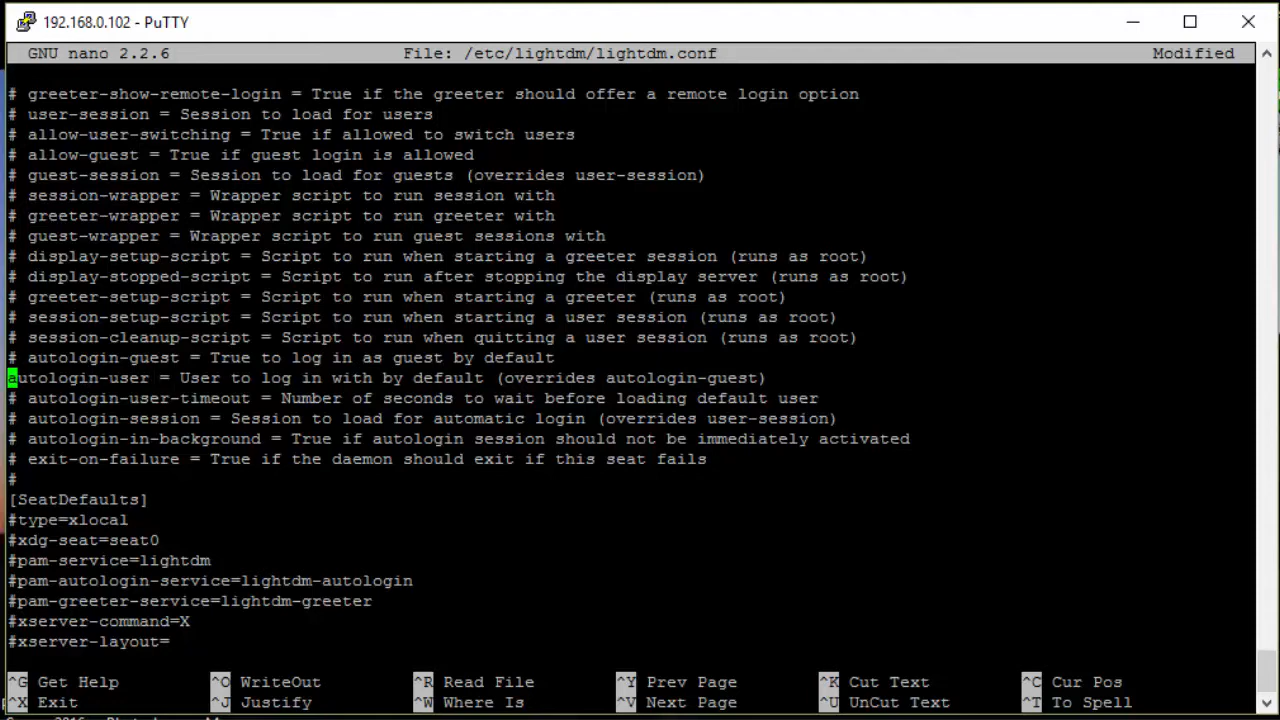 192.168.0.102 - PuTTY
GNU nano 2.2.6 File: /etc/lightdm/lightdm.conf Modified
# greeter-show-remote-login = True if the greeter should offer a remote login option
# user-session = Session to load for users
# allow-user-switching = True if allowed to switch users
# allow-guest = True if guest login is allowed
# guest-session = Session to load for guests (overrides user-session)
# session-wrapper = Wrapper script to run session with
# greeter-wrapper = Wrapper script to run greeter with
# guest-wrapper = Wrapper script to run guest sessions with
# display-setup-script = Script to run when starting a greeter session (runs as root)
# display-stopped-script = Script to run after stopping the display server (runs as root)
# greeter-setup-script = Script to run when starting a greeter (runs as root)
# session-setup-script = Script to run when starting a user session (runs as root)
# session-cleanup-script = Script to run when quitting a user session (runs as root)
# autologin-guest = True to log in as guest by default
autologin-user = User to log in with by default (overrides autologin-guest)
# autologin-user-timeout = Number of seconds to wait before loading default user
# autologin-session = Session to load for automatic login (overrides user-session)
# autologin-in-background = True if autologin session should not be immediately activated
# exit-on-failure = True if the daemon should exit if this seat fails
#
[SeatDefaults]
#type=xlocal
#xdg-seat=seat0
#pam-service=lightdm
#pam-autologin-service=lightdm-autologin
#pam-greeter-service=lightdm-greeter
#xserver-command=X
#xserver-layout=
^G Get Help ^O WriteOut ^R Read File ^Y Prev Page ^K Cut Text ^C Cur Pos
^X Exit ^J Justify ^W Where Is ^V Next Page ^U UnCut Text ^T To Spell